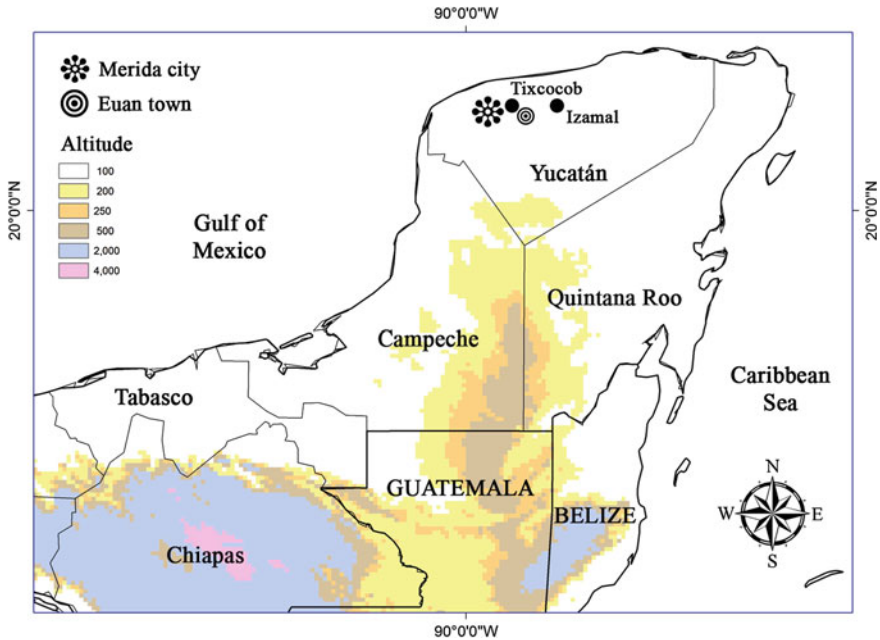 90°0'0"W
Merida city
Euan town
Altitude
100
200
250
500
2,000
4,000
Tixcocob
Izamal
Yucatán
20°0'0"N
20°0'0"N
Gulf of
Mexico
Quintana Roo
Campeche
Caribbean
Sea
Tabasco
GUATEMALA
BELIZE
Chiapas
N
W
E
S
90°0'0"W